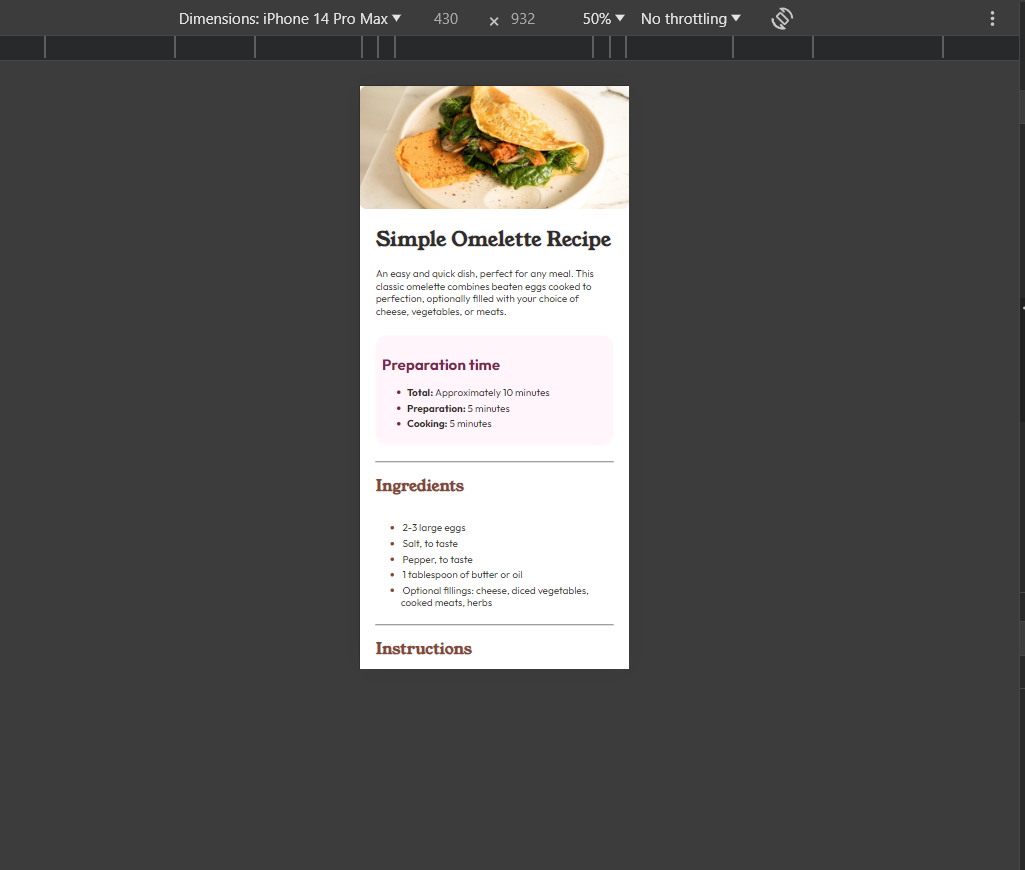 Dimensions: iPhone 14 Pro Max 430 × 932 50% No throttling
Simple Omelette Recipe
An easy and quick dish, perfect for any meal. This
classic omelette combines beaten eggs cooked to
perfection, optionally filled with your choice of
cheese, vegetables, or meats.
Preparation time
Total: Approximately 10 minutes
Preparation: 5 minutes
Cooking: 5 minutes
Ingredients
2-3 large eggs
Salt, to taste
Pepper, to taste
1 tablespoon of butter or oil
Optional fillings: cheese, diced vegetables,
cooked meats, herbs
Instructions